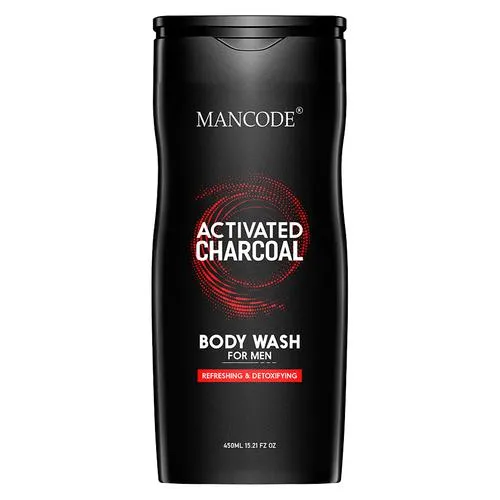 MANCODE®
ACTIVATED
CHARCOAL
BODY WASH
FOR MEN
REFRESHING & DETOXIFYING
450ML 15.21 FZ OZ